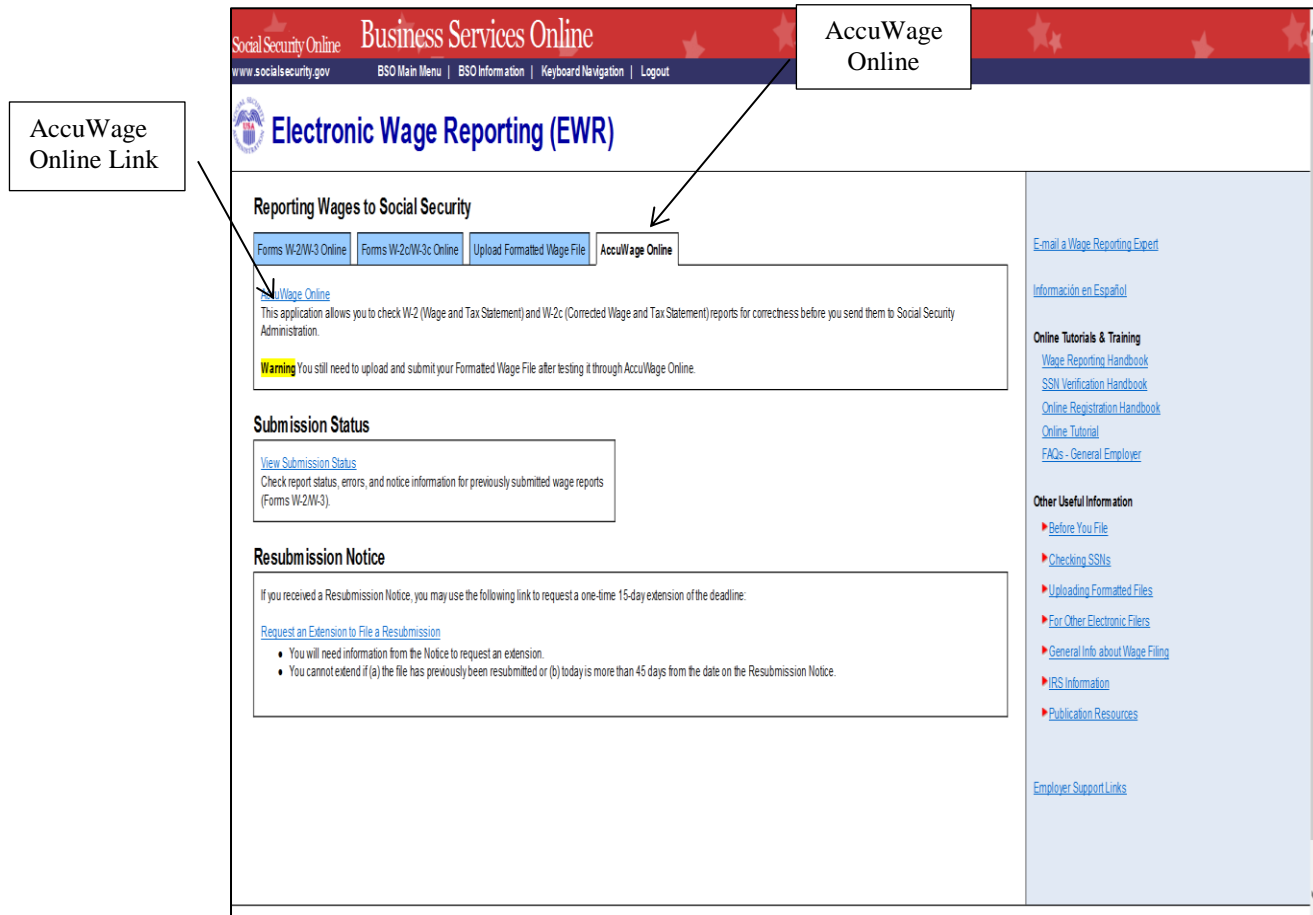 Social Security Online
Business Services Online
www.socialsecurity.gov
BSO Main Menu | BSO Information | Keyboard Navigation | Logout
AccuWage
Online
AccuWage
Online Link
USA
Electronic Wage Reporting (EWR)
Reporting Wages to Social Security
Forms W-2/W-3 Online
Forms W-2c/W-3c Online
Upload Formatted Wage File
AccuWage Online
AccuWage Online
This application allows you to check W-2 (Wage and Tax Statement) and W-2c (Corrected Wage and Tax Statement) reports for correctness before you send them to Social Security
Administration.
Warning You still need to upload and submit your Formatted Wage File after testing it through AccuWage Online.
Submission Status
View Submission Status
Check report status, errors, and notice information for previously submitted wage reports
(Forms W-2/W-3).
Resubmission Notice
If you received a Resubmission Notice, you may use the following link to request a one-time 15-day extension of the deadline:
Request an Extension to File a Resubmission
• You will need information from the Notice to request an extension.
• You cannot extend if (a) the file has previously been resubmitted or (b) today is more than 45 days from the date on the Resubmission Notice.
E-mail a Wage Reporting Expert
Información en Español
Online Tutorials & Training
Wage Reporting Handbook
SSN Verification Handbook
Online Registration Handbook
Online Tutorial
FAQs - General Employer
Other Useful Information
Before You File
Checking SSNs
Uploading Formatted Files
For Other Electronic Filers
General Info about Wage Filing
IRS Information
Publication Resources
Employer Support Links